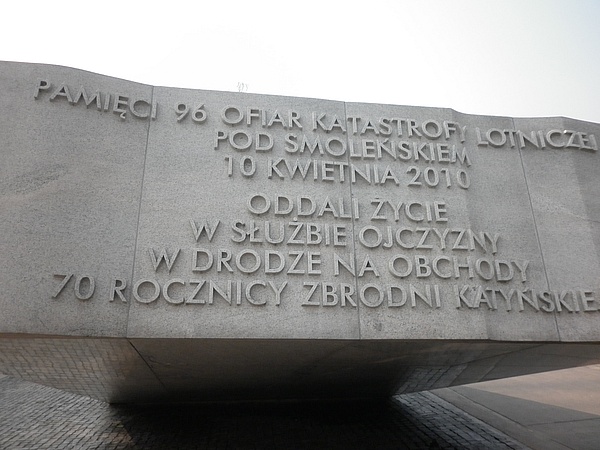 PAMIĘCI 96 OFIAR KATASTROFY LOTNICZEJ
POD SMOLEŃSKIEM
10 KWIETNIA 2010
ODDALI ŻYCIE
W SŁUŻBIE OJCZYZNY
W DRODZE NA OBCHODY
70 ROCZNICY ZBRODNI KATYŃSKIE